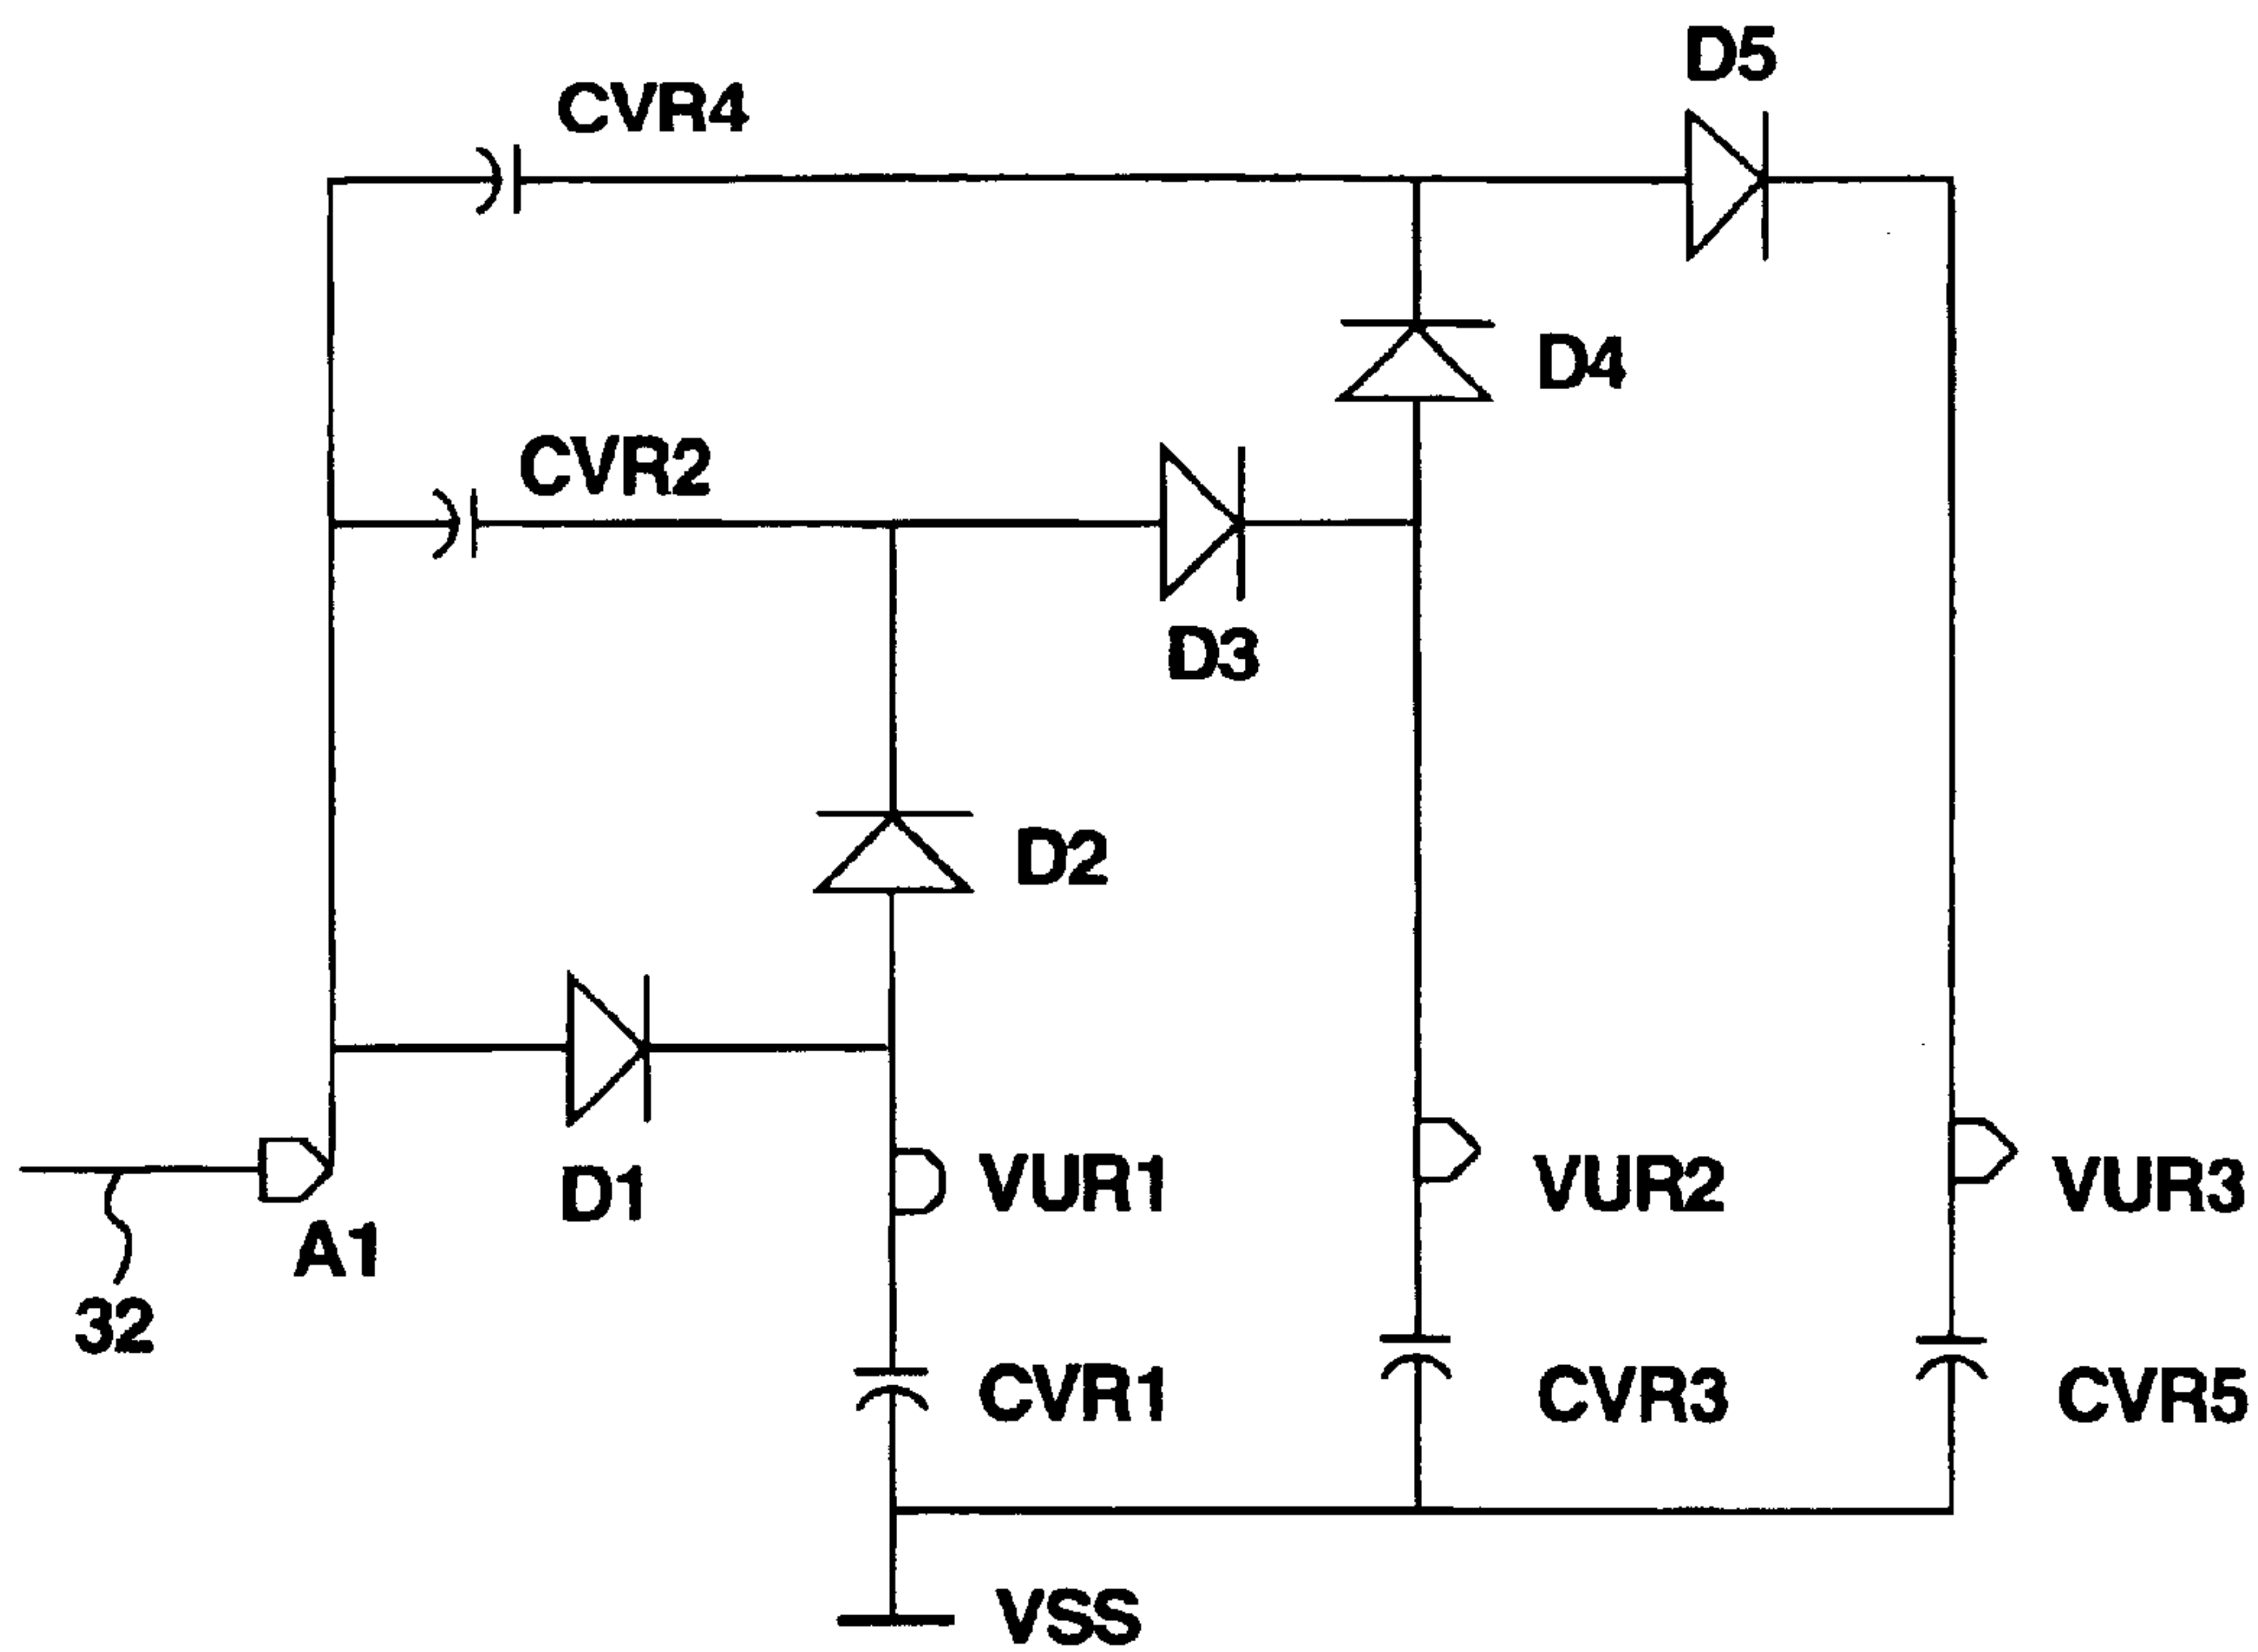 D5
CVR4
D4
CVR2
D3
D2
D1
VUR1
VUR2
VUR3
A1
32
CVR1
CVR3
CVR5
VSS